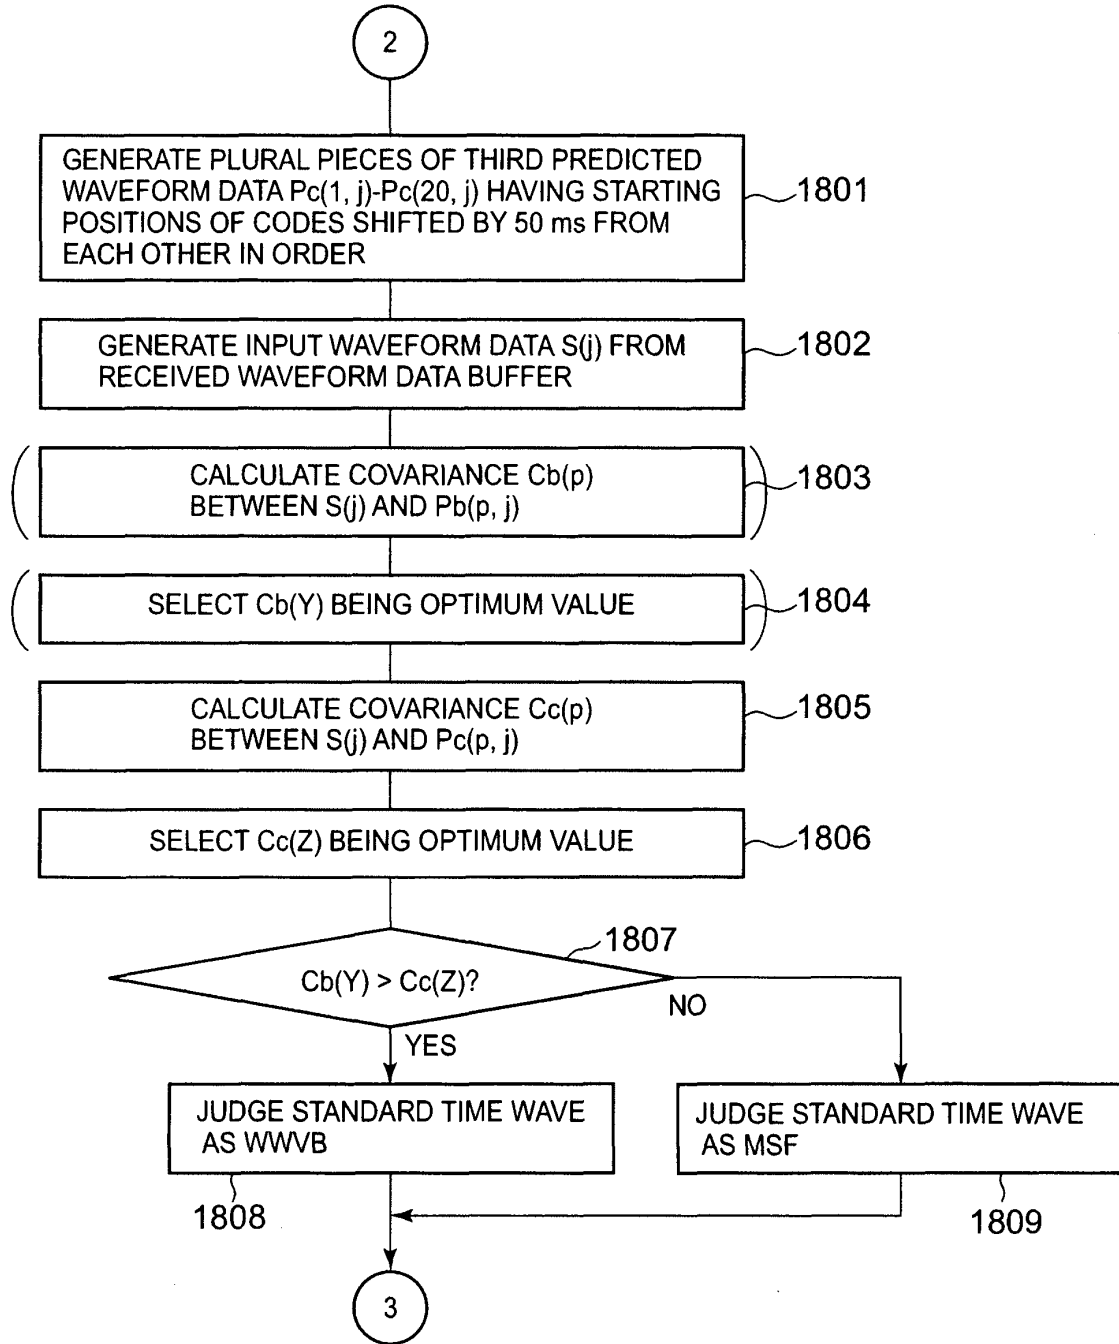 2
GENERATE PLURAL PIECES OF THIRD PREDICTED
WAVEFORM DATA Pc(1, j)-Pc(20, j) HAVING STARTING
POSITIONS OF CODES SHIFTED BY 50 ms FROM
EACH OTHER IN ORDER
1801
GENERATE INPUT WAVEFORM DATA S(j) FROM
RECEIVED WAVEFORM DATA BUFFER
1802
CALCULATE COVARIANCE Cb(p)
BETWEEN S(j) AND Pb(p, j)
1803
SELECT Cb(Y) BEING OPTIMUM VALUE
1804
CALCULATE COVARIANCE Cc(p)
BETWEEN S(j) AND Pc(p, j)
1805
SELECT Cc(Z) BEING OPTIMUM VALUE
1806
1807
Cb(Y) > Cc(Z)?
NO
YES
JUDGE STANDARD TIME WAVE
AS WWVB
1808
JUDGE STANDARD TIME WAVE
AS MSF
1809
3